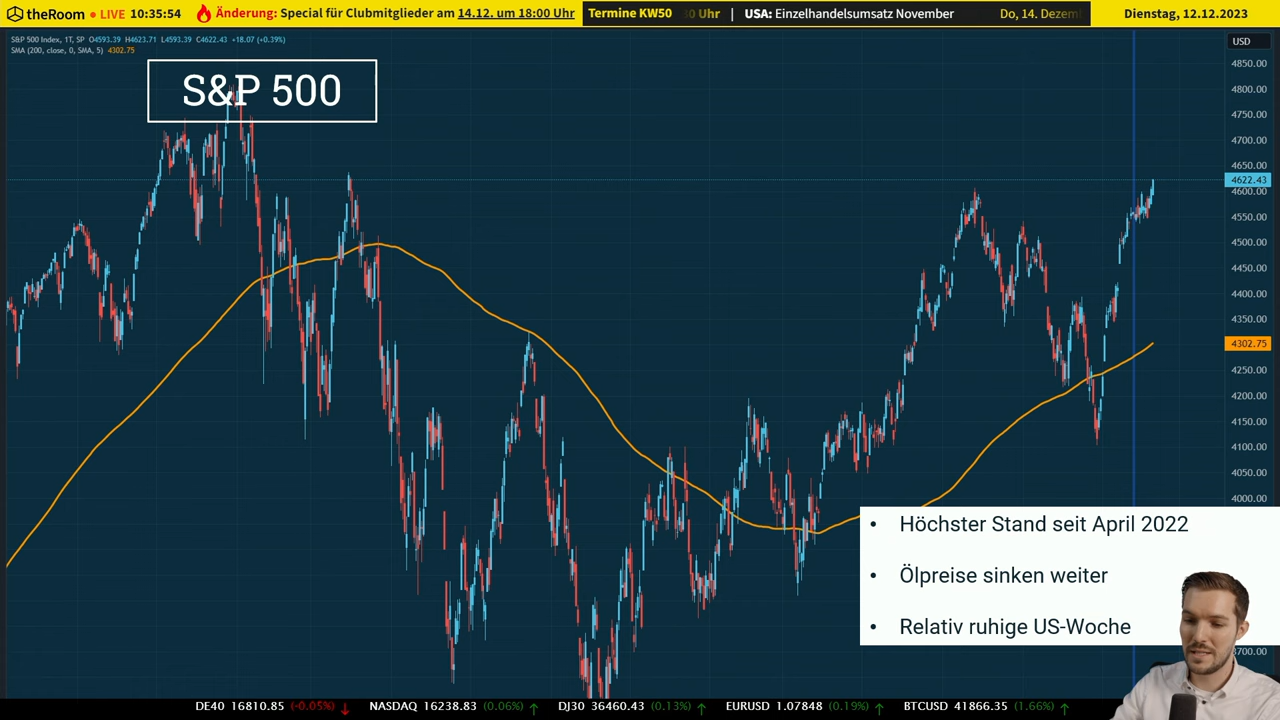 theRoom • LIVE 10:35:54
Änderung: Special für Clubmitglieder am 14.12. um 18:00 Uhr
Termine KW50
30 Uhr | USA: Einzelhandelsumsatz November
Do, 14. Dezem
Dienstag, 12.12.2023
S&P 500 Index, 1T, SP O4593.39 H4623.71 L4593.39 C4622.43 +18.07 (+0.39%)
SMA (200, close, 0, SMA, 5) 4302.75
USD
S&P 500
4850.00
4800.00
4750.00
4700.00
4650.00
4622.43
4600.00
4550.00
4500.00
4450.00
4400.00
4350.00
4302.75
4250.00
4200.00
4150.00
4100.00
4050.00
4000.00
• Höchster Stand seit April 2022
• Ölpreise sinken weiter
• Relativ ruhige US-Woche
DE40 16810.85 (-0.05%) ↓ NASDAQ 16238.83 (0.06%) ↑ DJ30 36460.43 (0.13%) ↑ EURUSD 1.07848 (0.19%) ↑ BTCUSD 41866.35 (1.66%) ↑